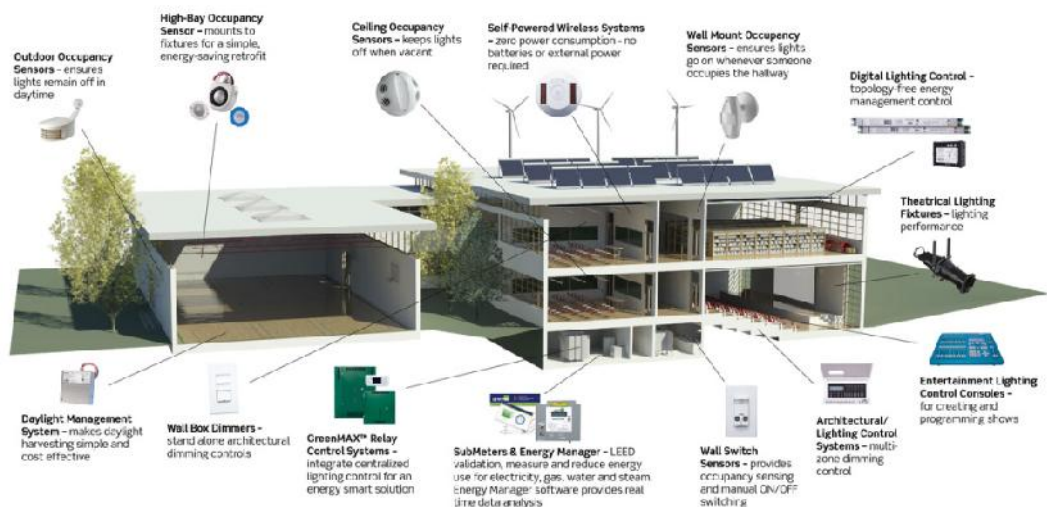 Outdoor Occupancy
Sensors – ensures
lights remain off in
daytime
High-Bay Occupancy
Sensor – mounts to
fixtures for a simple,
energy-saving retrofit
Ceiling Occupancy
Sensors – keeps lights
off when vacant
Self-Powered Wireless Systems
– zero power consumption - no
batteries or external power
required
Wall Mount Occupancy
Sensors – ensures lights
go on whenever someone
occupies the hallway
Digital Lighting Control –
topology-free energy
management control
Theatrical Lighting
Fixtures – lighting
performance
Daylight Management
System – makes daylight
harvesting simple and
cost effective
Wall Box Dimmers –
stand alone architectural
dimming controls
GreenMAX™ Relay
Control Systems –
integrate centralized
lighting control for an
energy smart solution
SubMeters & Energy Manager – LEED
validation, measure and reduce energy
use for electricity, gas, water and steam.
Energy Manager software provides real
time data analysis
Wall Switch
Sensors – provides
occupancy sensing
and manual ON/OFF
switching
Architectural/
Lighting Control
Systems – multi-
zone dimming
control
Entertainment Lighting
Control Consoles –
for creating and
programming shows